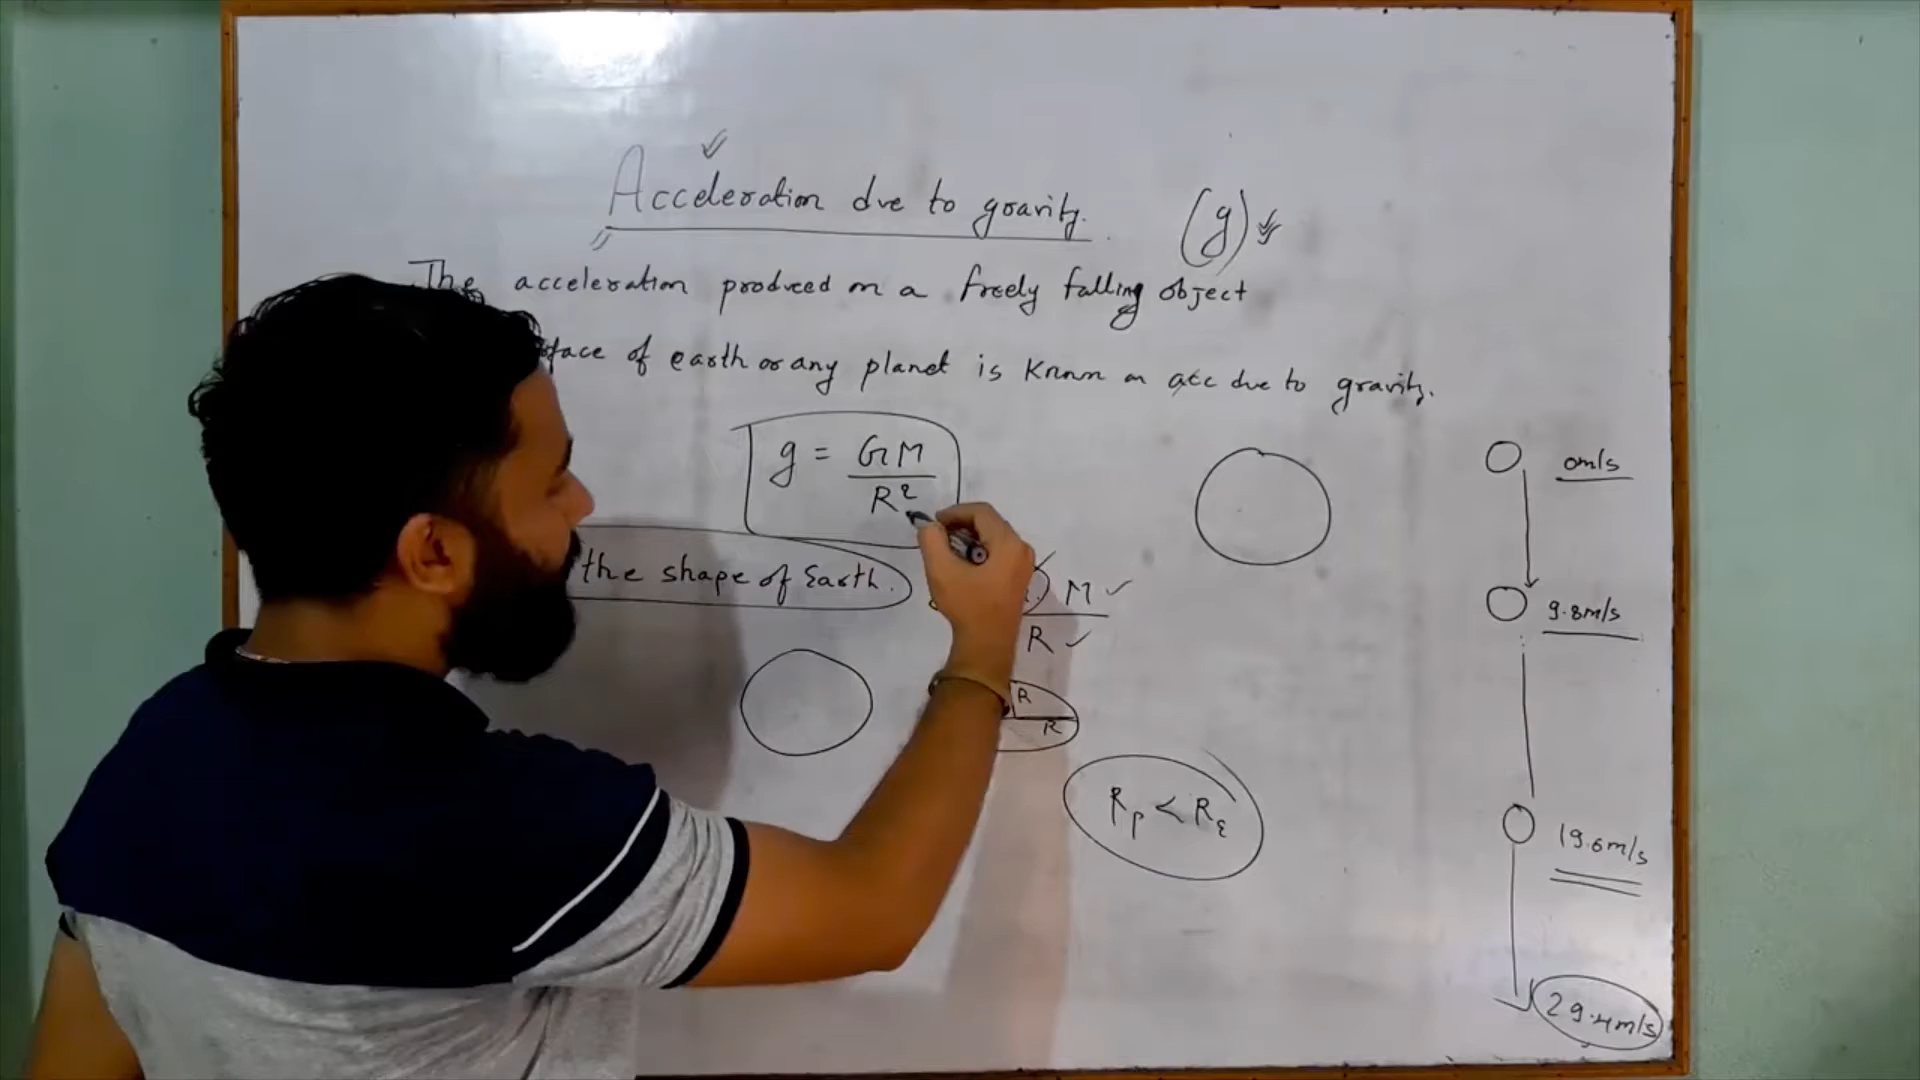 Acceleration due to gravity. (g)
The acceleration produced on a freely falling object
face of earth or any planet is Known as acc due to gravity.
g = GM
R²
0m/s
the shape of Earth.
M
R
9.8m/s
R
R
Rp < RE
19.6m/s
29.4m/s